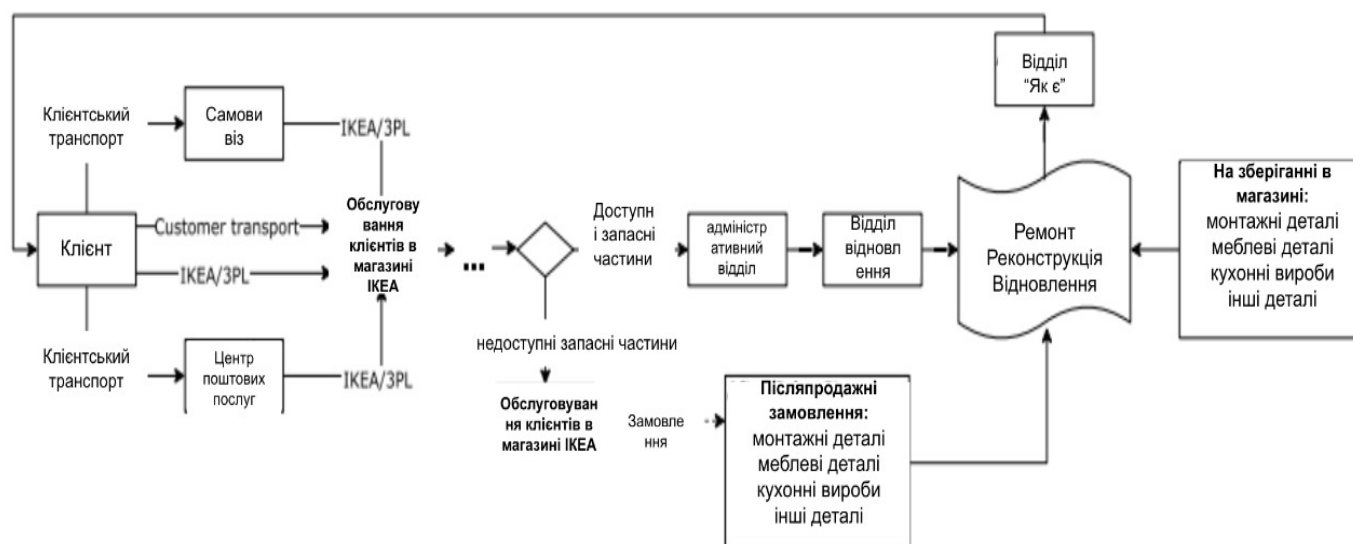 Відділ
“Як є”
Клієнтський
транспорт
Самови
віз
IKEA/3PL
Клієнт
Customer transport
IKEA/3PL
Обслугову
вання
клієнтів в
магазині
IKEA
...
Доступн
і запасні
частини
адміністр
ативний
відділ
Відділ
відновл
ення
Ремонт
Реконструкція
Відновлення
На зберіганні в
магазині:
монтажні деталі
меблеві деталі
кухонні вироби
інші деталі
Клієнтський
транспорт
Центр
поштових
послуг
IKEA/3PL
недоступні запасні частини
Обслуговуван
ня клієнтів в
магазині IKEA
Замовле
ння
Післяпродажні
замовлення:
монтажні деталі
меблеві деталі
кухонні вироби
інші деталі